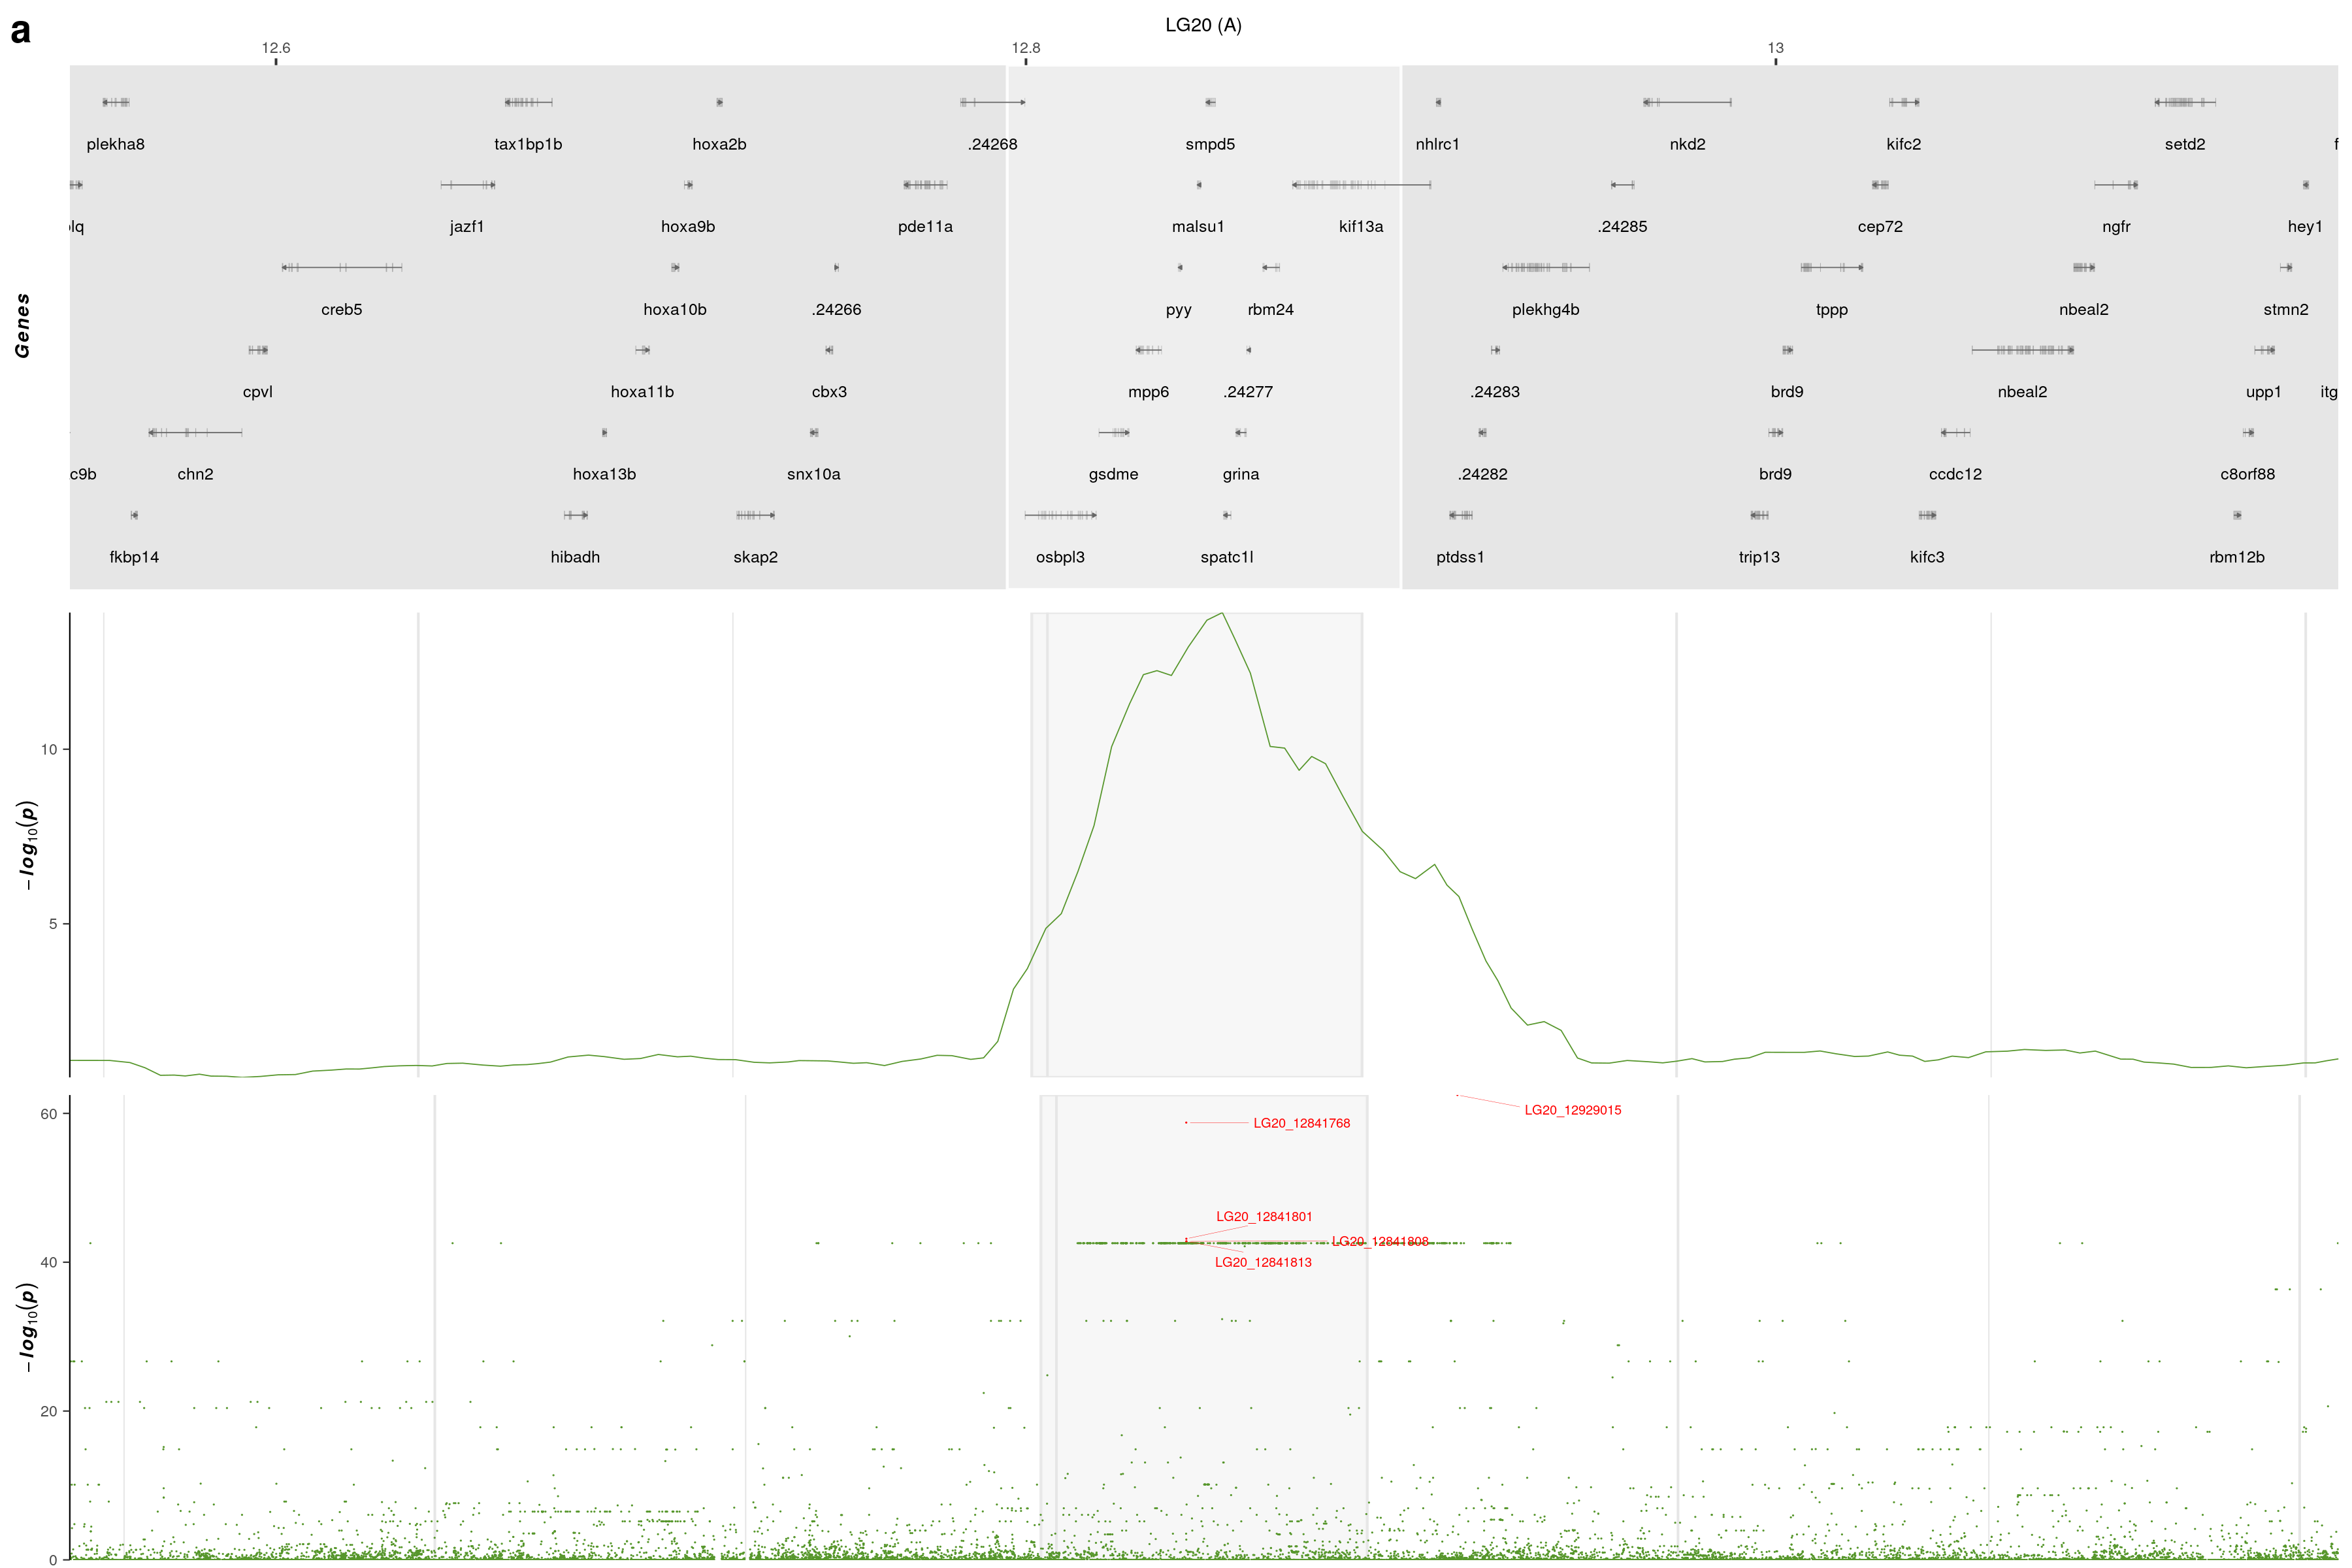 a
LG20 (A)
12.6 12.8 13
plekha8 tax1bp1b hoxa2b .24268 smpd5 nhlrc1 nkd2 kifc2 setd2 f
lq jazf1 hoxa9b pde11a malsu1 kif13a .24285 cep72 ngfr hey1
creb5 hoxa10b .24266 pyy rbm24 plekhg4b tppp nbeal2 stmn2
Genes
cpvl hoxa11b cbx3 mpp6 .24277 .24283 brd9 nbeal2 upp1 itg
c9b chn2 hoxa13b snx10a gsdme grina .24282 brd9 ccdc12 c8orf88
fkbp14 hibadh skap2 osbpl3 spatc1l ptdss1 trip13 kifc3 rbm12b
10
5
−log10(p)
60
40
20
0
−log10(p)
LG20_12929015
LG20_12841768
LG20_12841801
LG20_12841808
LG20_12841813